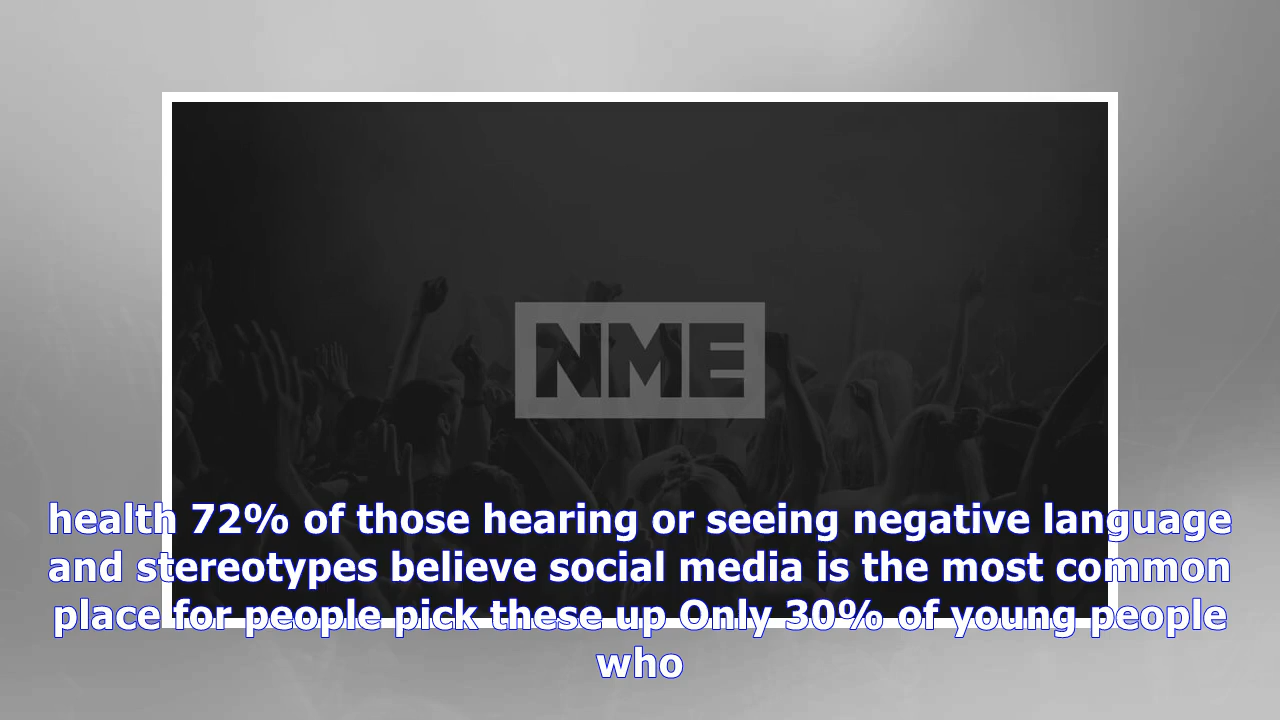 NME
health 72% of those hearing or seeing negative language
and stereotypes believe social media is the most common
place for people pick these up Only 30% of young people
who